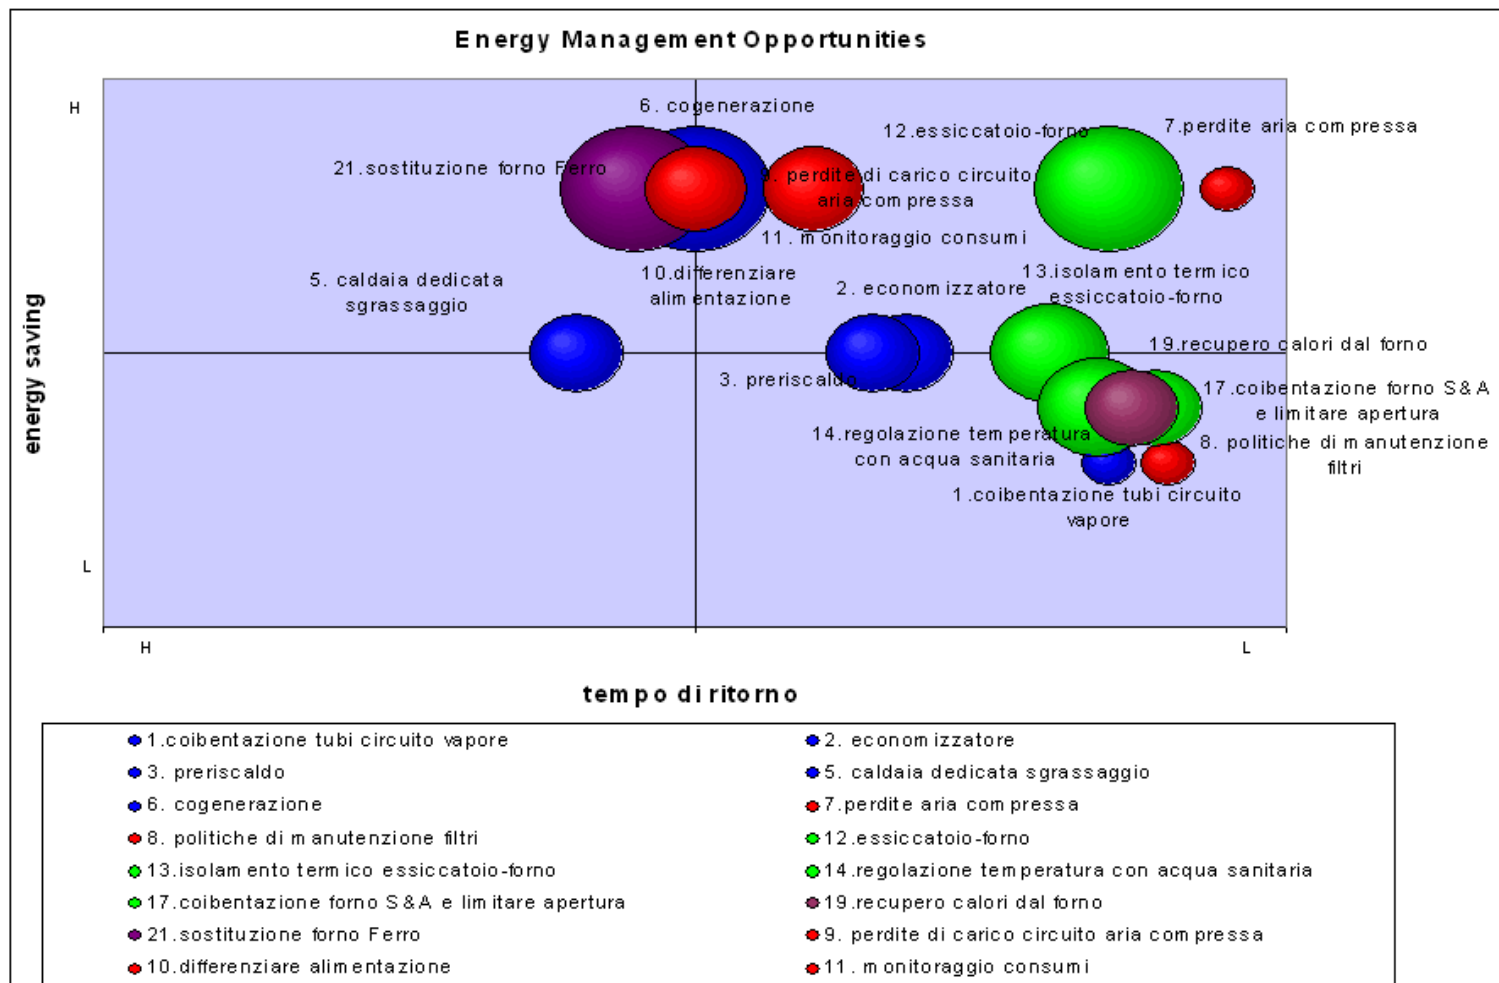 Energy Management Opportunities
H
6. cogenerazione
12.essiccatoio-forno
7.perdite aria compressa
21.sostituzione forno Ferro
9. perdite di carico circuito
aria compressa
11. monitoraggio consumi
5. caldaia dedicata
sgrassaggio
10.differenziare
alimentazione
2. economizzatore
13.isolamento termico
essiccatoio-forno
energy saving
19.recupero calori dal forno
3. preriscaldo
17.coibentazione forno S&A
e limitare apertura
14.regolazione temperatura
con acqua sanitaria
8. politiche di manutenzione
filtri
1.coibentazione tubi circuito
vapore
L
H
L
tempo di ritorno
1.coibentazione tubi circuito vapore
2. economizzatore
3. preriscaldo
5. caldaia dedicata sgrassaggio
6. cogenerazione
7.perdite aria compressa
8. politiche di manutenzione filtri
12.essiccatoio-forno
13.isolamento termico essiccatoio-forno
14.regolazione temperatura con acqua sanitaria
17.coibentazione forno S&A e limitare apertura
19.recupero calori dal forno
21.sostituzione forno Ferro
9. perdite di carico circuito aria compressa
10.differenziare alimentazione
11. monitoraggio consumi